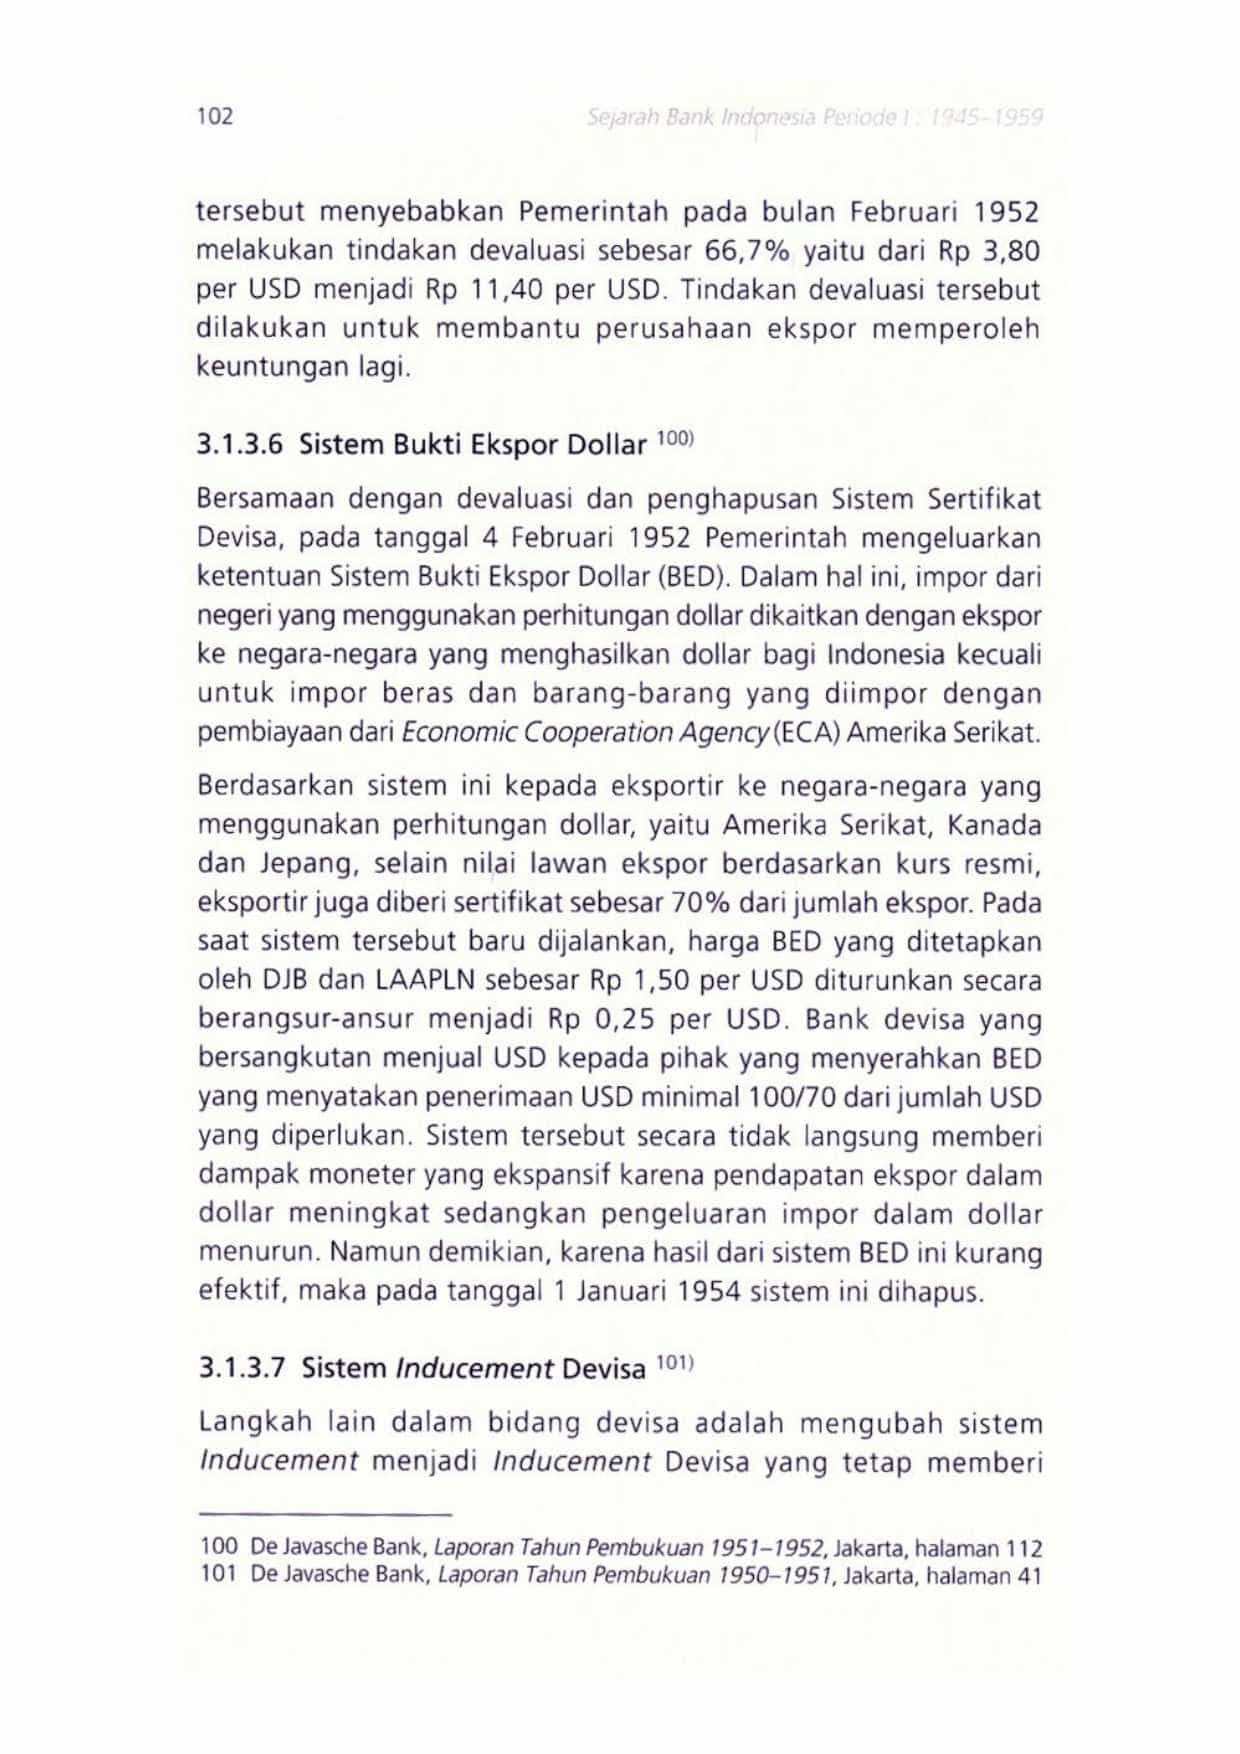 102
Sejarah Bank Indonesia Periode I : 1945–1959
tersebut menyebabkan Pemerintah pada bulan Februari 1952
melakukan tindakan devaluasi sebesar 66,7% yaitu dari Rp 3,80
per USD menjadi Rp 11,40 per USD. Tindakan devaluasi tersebut
dilakukan untuk membantu perusahaan ekspor memperoleh
keuntungan lagi.
3.1.3.6 Sistem Bukti Ekspor Dollar 100)
Bersamaan dengan devaluasi dan penghapusan Sistem Sertifikat
Devisa, pada tanggal 4 Februari 1952 Pemerintah mengeluarkan
ketentuan Sistem Bukti Ekspor Dollar (BED). Dalam hal ini, impor dari
negeri yang menggunakan perhitungan dollar dikaitkan dengan ekspor
ke negara-negara yang menghasilkan dollar bagi Indonesia kecuali
untuk impor beras dan barang-barang yang diimpor dengan
pembiayaan dari Economic Cooperation Agency (ECA) Amerika Serikat.
Berdasarkan sistem ini kepada eksportir ke negara-negara yang
menggunakan perhitungan dollar, yaitu Amerika Serikat, Kanada
dan Jepang, selain nilai lawan ekspor berdasarkan kurs resmi,
eksportir juga diberi sertifikat sebesar 70% dari jumlah ekspor. Pada
saat sistem tersebut baru dijalankan, harga BED yang ditetapkan
oleh DJB dan LAAPLN sebesar Rp 1,50 per USD diturunkan secara
berangsur-ansur menjadi Rp 0,25 per USD. Bank devisa yang
bersangkutan menjual USD kepada pihak yang menyerahkan BED
yang menyatakan penerimaan USD minimal 100/70 dari jumlah USD
yang diperlukan. Sistem tersebut secara tidak langsung memberi
dampak moneter yang ekspansif karena pendapatan ekspor dalam
dollar meningkat sedangkan pengeluaran impor dalam dollar
menurun. Namun demikian, karena hasil dari sistem BED ini kurang
efektif, maka pada tanggal 1 Januari 1954 sistem ini dihapus.
3.1.3.7 Sistem Inducement Devisa 101)
Langkah lain dalam bidang devisa adalah mengubah sistem
Inducement menjadi Inducement Devisa yang tetap memberi
100 De Javasche Bank, Laporan Tahun Pembukuan 1951–1952, Jakarta, halaman 112
101 De Javasche Bank, Laporan Tahun Pembukuan 1950–1951, Jakarta, halaman 41